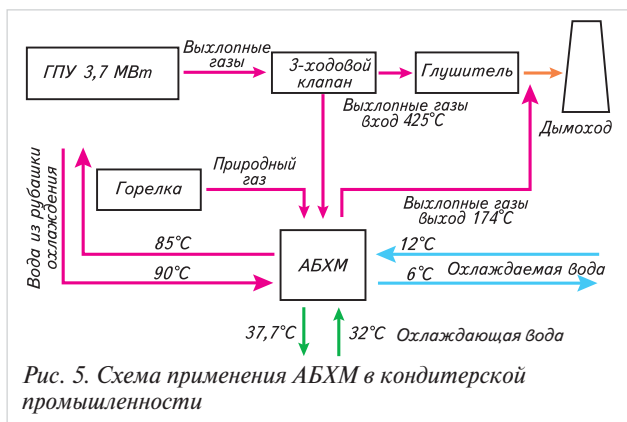 ГПУ 3,7 МВт
Выхлопные
газы
3-ходовой
клапан
Глушитель
Выхлопные газы
вход 425°С
Дымоход
Вода из рубашки
охлаждения
Горелка
Природный
газ
Выхлопные газы
выход 174°С
85°С
90°С
АБХМ
12°С
Охлаждаемая вода
6°С
37,7°С
32°С
Охлаждающая вода
Рис. 5. Схема применения АБХМ в кондитерской
промышленности